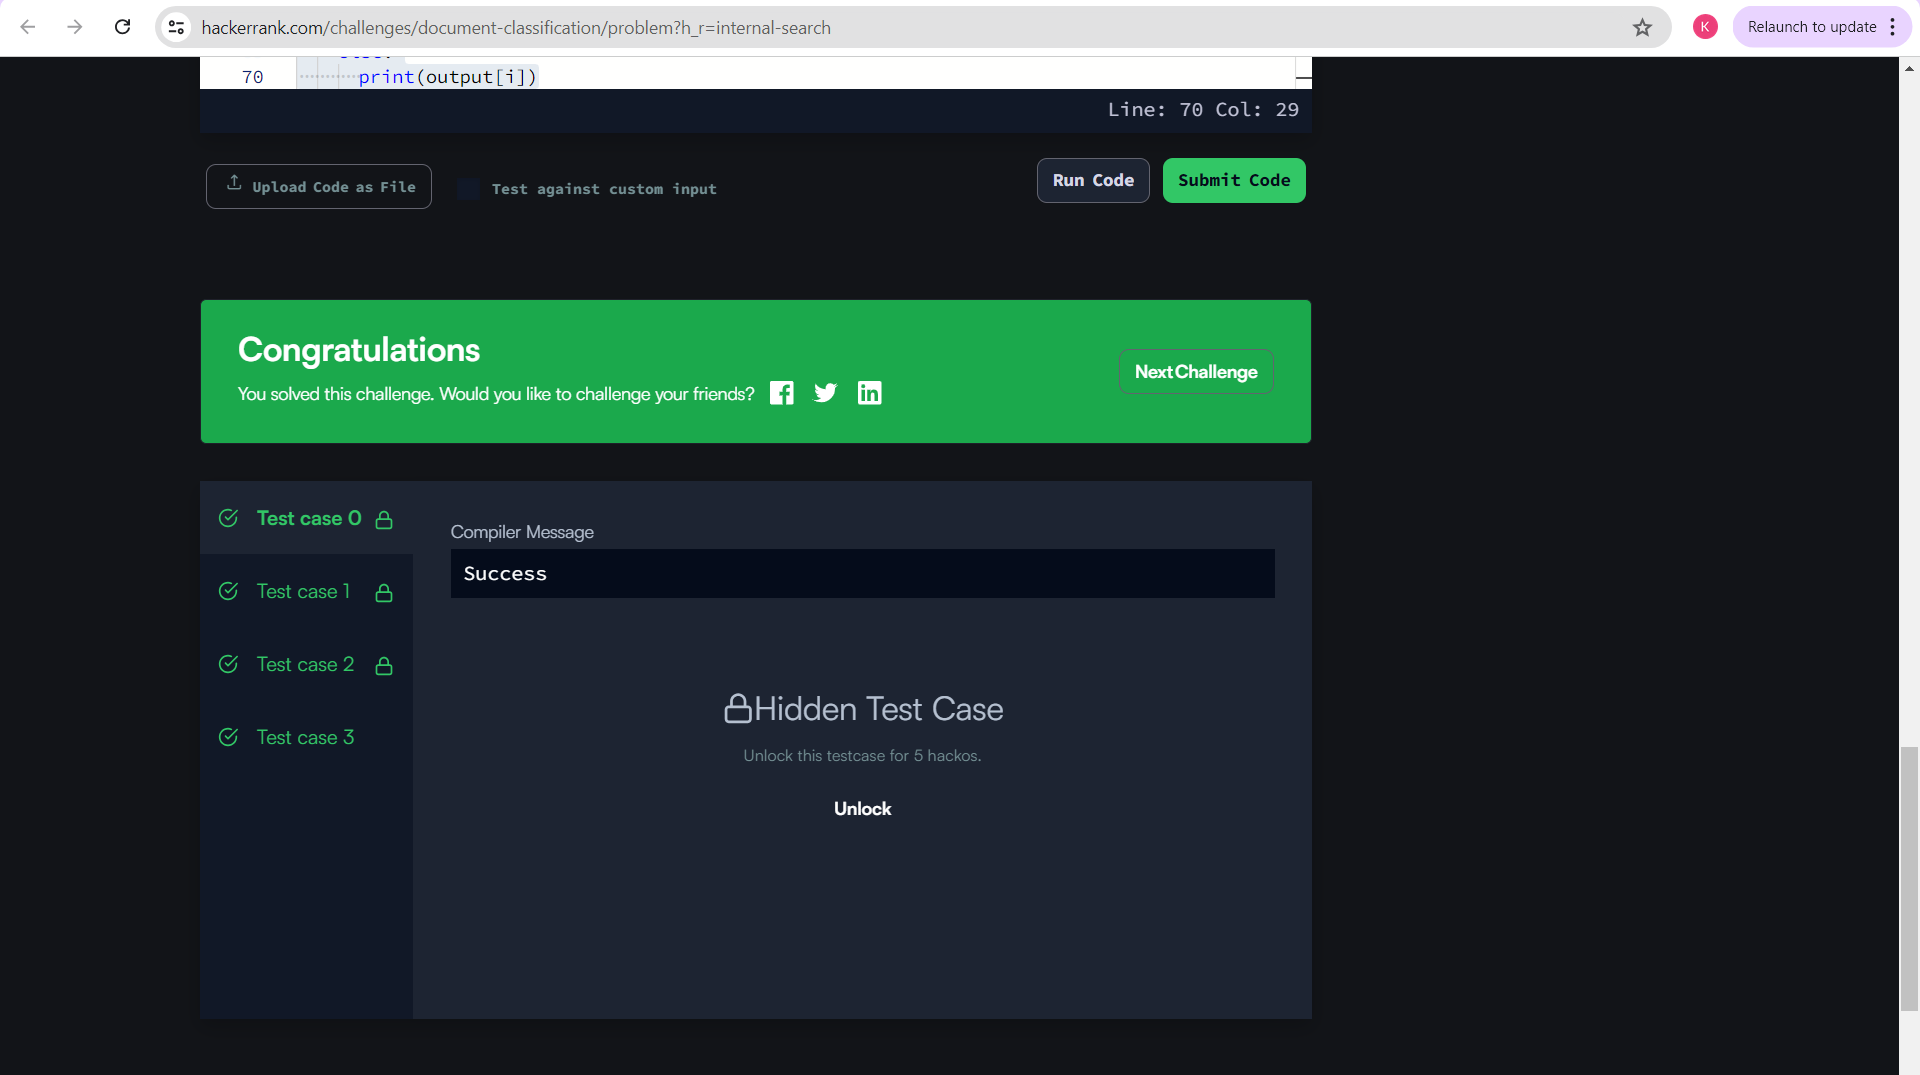 hackerrank.com/challenges/document-classification/problem?h_r=internal-search
K
Relaunch to update
70 print(output[i])
Line: 70 Col: 29
Upload Code as File
Test against custom input
Run Code
Submit Code
Congratulations
You solved this challenge. Would you like to challenge your friends?
Next Challenge
Test case 0
Compiler Message
Success
Test case 1
Test case 2
Test case 3
Hidden Test Case
Unlock this testcase for 5 hackos.
Unlock